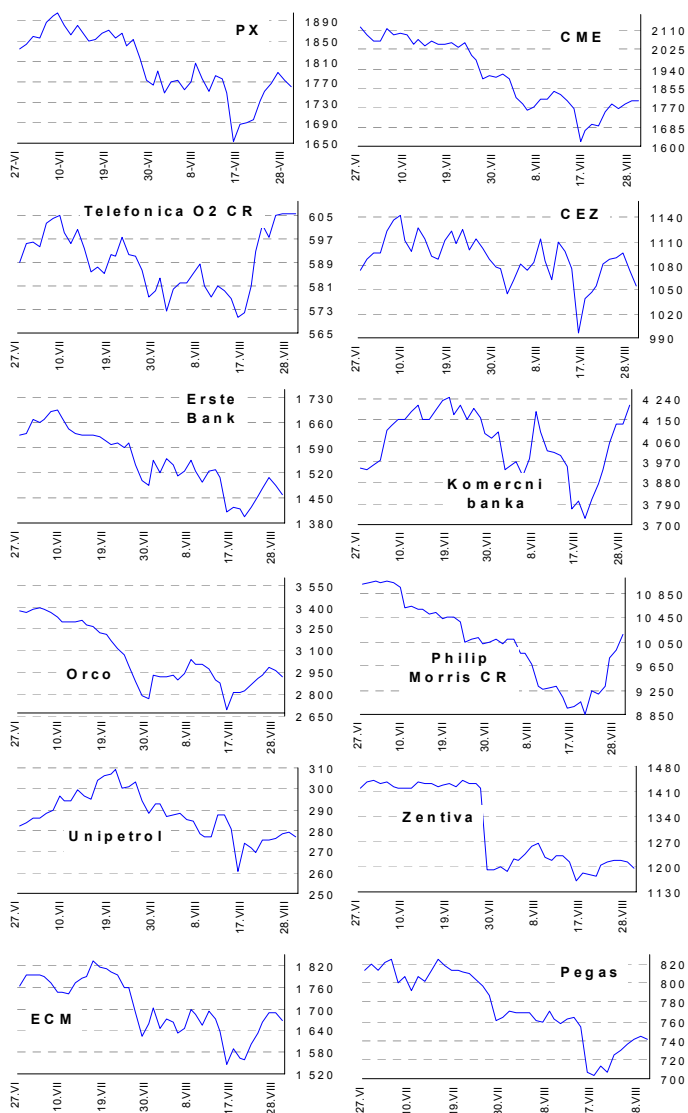 PX
1890
1850
1810
1770
1730
1690
1650
27.VI
10.VII
19.VII
30.VII
8.VIII
17.VIII
28.VIII
CME
2110
2025
1940
1855
1770
1685
1600
27.VI
10.VII
19.VII
30.VII
8.VIII
17.VIII
28.VIII
Telefonica O2 CR
605
597
589
581
573
565
27.VI
10.VII
19.VII
30.VII
8.VIII
17.VIII
28.VIII
CEZ
1140
1110
1080
1050
1020
990
27.VI
10.VII
19.VII
30.VII
8.VIII
17.VIII
28.VIII
Erste
Bank
1 730
1 660
1 590
1 520
1 450
1 380
27.VI
10.VII
19.VII
30.VII
8.VIII
17.VIII
28.VIII
Komercni
banka
4 240
4 150
4 060
3 970
3 880
3 790
3 700
27.VI
10.VII
19.VII
30.VII
8.VIII
17.VIII
28.VIII
Orco
3 550
3 400
3 250
3 100
2 950
2 800
2 650
27.VI
10.VII
19.VII
30.VII
8.VIII
17.VIII
28.VIII
Philip
Morris CR
10 850
10 450
10 050
9 650
9 250
8 850
27.VI
10.VII
19.VII
30.VII
8.VIII
17.VIII
28.VIII
Unipetrol
310
300
290
280
270
260
250
27.VI
10.VII
19.VII
30.VII
8.VIII
17.VIII
28.VIII
Zentiva
1480
1410
1340
1270
1200
1130
27.VI
10.VII
19.VII
30.VII
8.VIII
17.VIII
28.VIII
ECM
1 820
1 760
1 700
1 640
1 580
1 520
27.VI
10.VII
19.VII
30.VII
8.VIII
17.VIII
28.VIII
Pegas
820
800
780
760
740
720
700
27.VI
10.VII
19.VII
30.VII
8.VIII
7.VIII
8.VIII